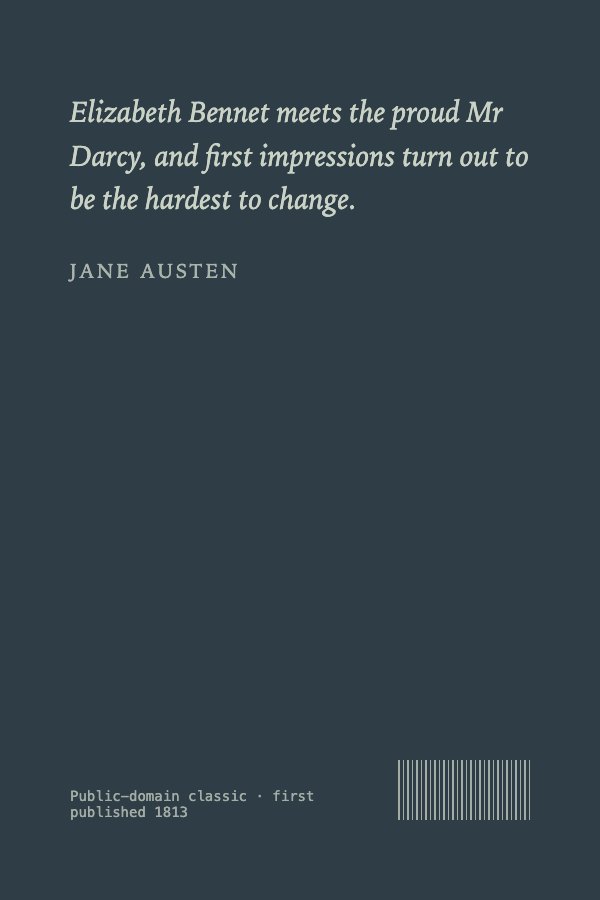 Elizabeth Bennet meets the proud Mr
Darcy, and first impressions turn out to
be the hardest to change.
JANE AUSTEN
Public-domain classic · first
published 1813